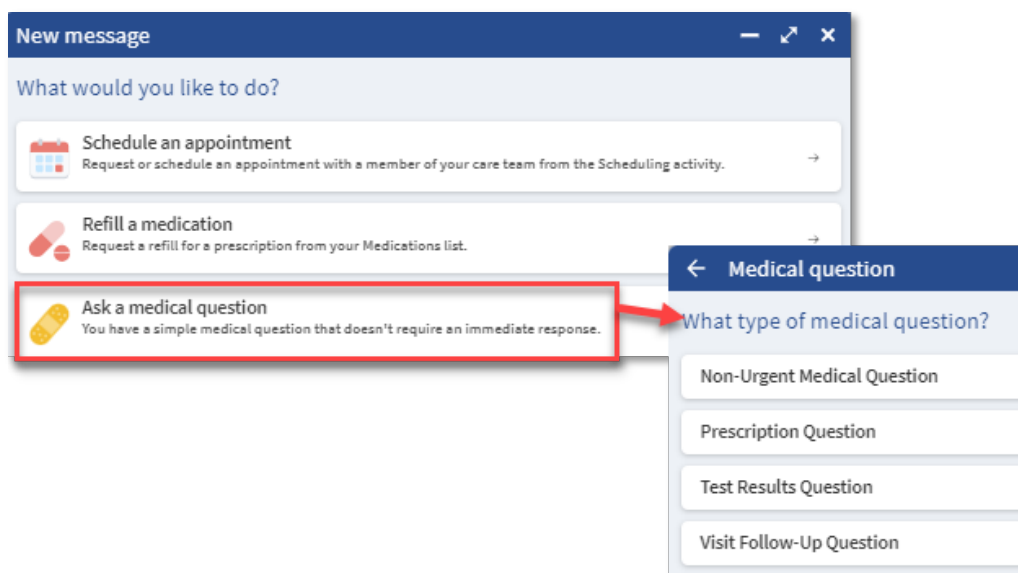 New message
What would you like to do?
Schedule an appointment
Request or schedule an appointment with a member of your care team from the Scheduling activity.
Refill a medication
Request a refill for a prescription from your Medications list.
Ask a medical question
You have a simple medical question that doesn't require an immediate response.
Medical question
What type of medical question?
Non-Urgent Medical Question
Prescription Question
Test Results Question
Visit Follow-Up Question